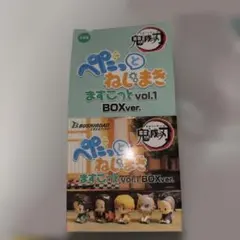 鬼滅の刃
ぺたっと
ねじまき
ますこっと vol.1
BOXver.
BUSHIROAD
鬼滅の刃
ぺたっと
ねじまき
ますこっと vol.1 BOXver.